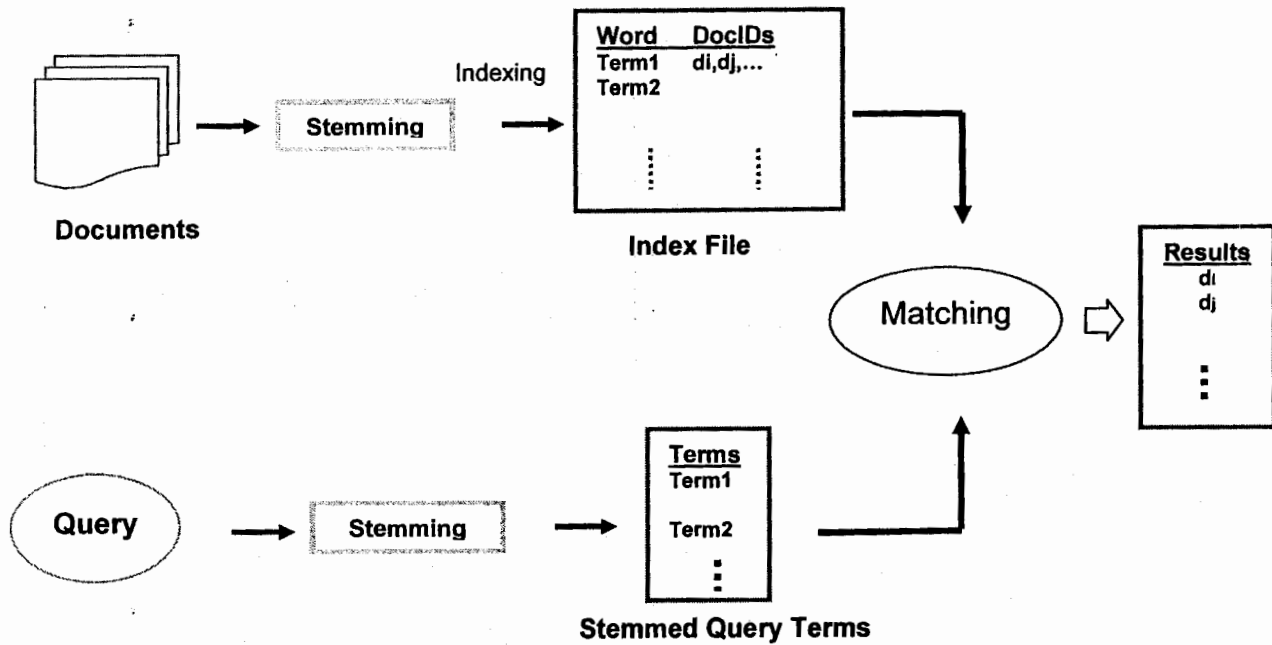 Word DocIDs
Term1 di,dj,...
Term2
Indexing
Stemming
Documents
Index File
Results
di
dj
Matching
Terms
Term1
Term2
Query
Stemming
Stemmed Query Terms